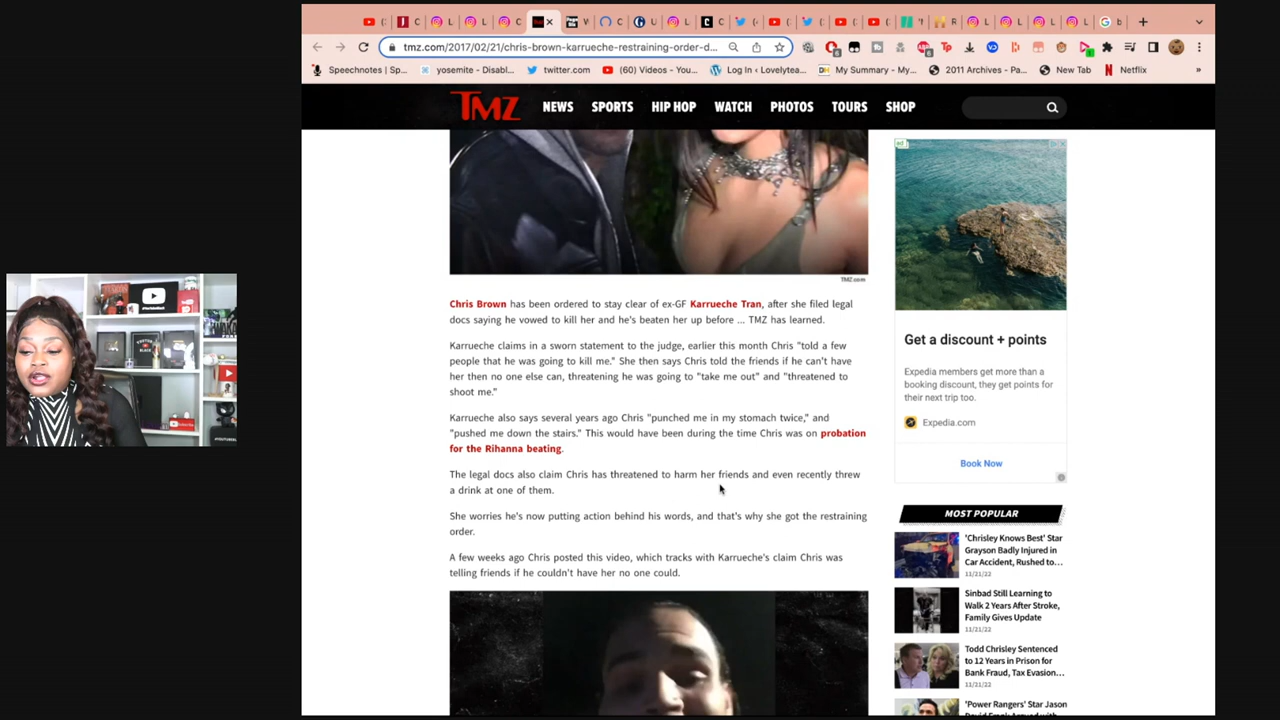 tmz.com/2017/02/21/chris-brown-karrueche-restraining-order-d...
Speechnotes | Sp...
yosemite - Disabl...
twitter.com
(60) Videos - You...
Log In ‹ Lovelytea...
My Summary - My...
2011 Archives - Pa...
New Tab
Netflix
»
TMZ
NEWS
SPORTS
HIP HOP
WATCH
PHOTOS
TOURS
SHOP
TMZ.com
Chris Brown has been ordered to stay clear of ex-GF Karrueche Tran, after she filed legal
docs saying he vowed to kill her and he's beaten her up before ... TMZ has learned.
Karrueche claims in a sworn statement to the judge, earlier this month Chris "told a few
people that he was going to kill me." She then says Chris told the friends if he can't have
her then no one else can, threatening he was going to "take me out" and "threatened to
shoot me."
Karrueche also says several years ago Chris "punched me in my stomach twice," and
"pushed me down the stairs." This would have been during the time Chris was on probation
for the Rihanna beating.
The legal docs also claim Chris has threatened to harm her friends and even recently threw
a drink at one of them.
She worries he's now putting action behind his words, and that's why she got the restraining
order.
A few weeks ago Chris posted this video, which tracks with Karrueche's claim Chris was
telling friends if he couldn't have her no one could.
ad
Get a discount + points
Expedia members get more than a
booking discount, they get points for
their next trip too.
Expedia.com
Book Now
MOST POPULAR
'Chrisley Knows Best' Star
Grayson Badly Injured in
Car Accident, Rushed to...
11/21/22
Sinbad Still Learning to
Walk 2 Years After Stroke,
Family Gives Update
11/21/22
Todd Chrisley Sentenced
to 12 Years in Prison for
Bank Fraud, Tax Evasion...
11/21/22
'Power Rangers' Star Jason